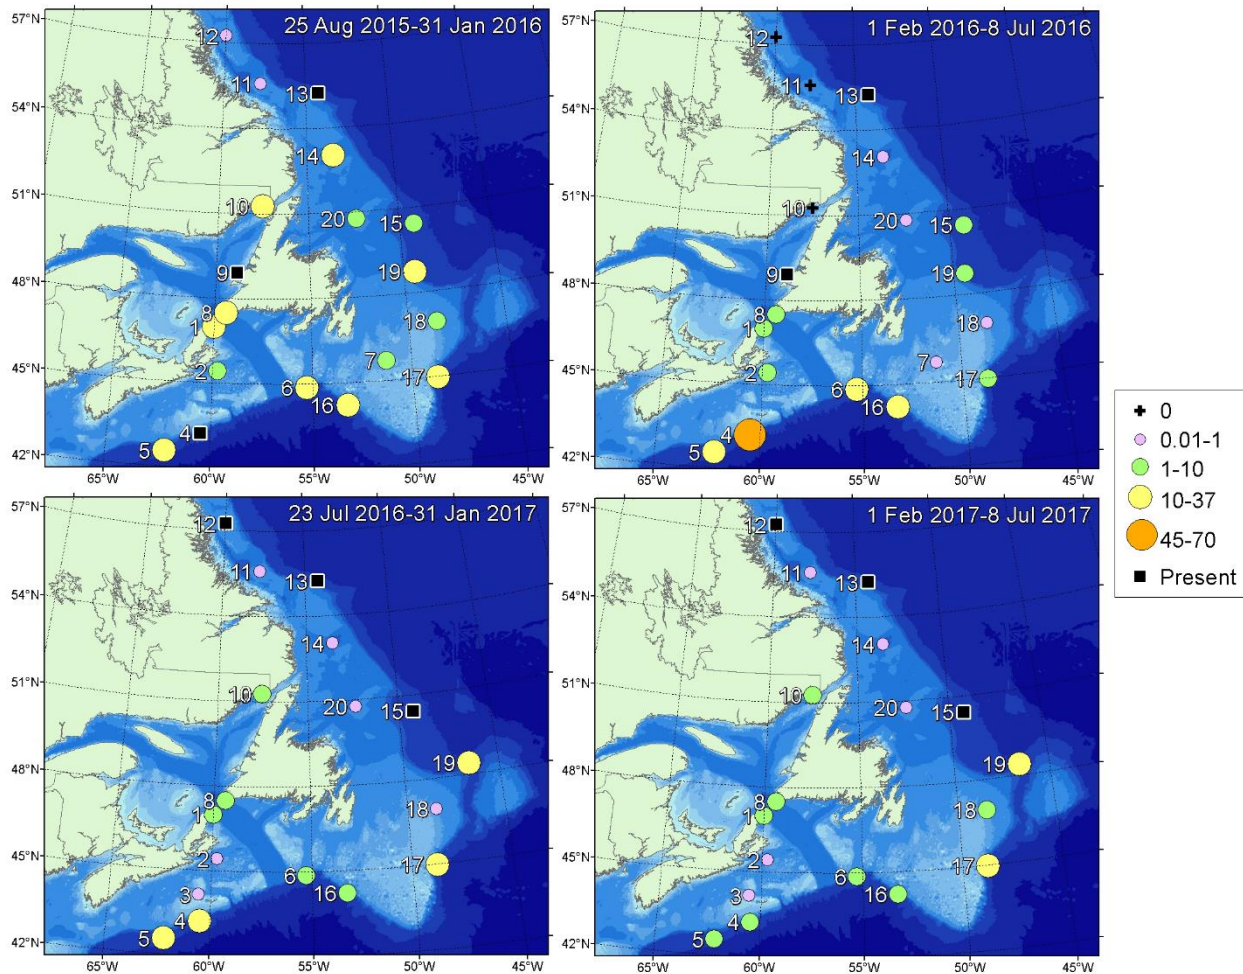 57°N
25 Aug 2015-31 Jan 2016
12
11
13
54°N
14
51°N
10
20
15
9
19
48°N
8
1
18
45°N
2
7
6
17
16
4
5
42°N
65°W 60°W 55°W 50°W 45°W
57°N
1 Feb 2016-8 Jul 2016
12
11
13
54°N
14
51°N
10
20
15
9
19
48°N
8
1
18
45°N
2
7
6
17
16
4
5
42°N
65°W 60°W 55°W 50°W 45°W
57°N
23 Jul 2016-31 Jan 2017
12
11
13
54°N
14
51°N
10
20
15
19
48°N
8
1
18
45°N
2
17
6
3
16
4
5
42°N
65°W 60°W 55°W 50°W 45°W
57°N
1 Feb 2017-8 Jul 2017
12
11
13
54°N
14
51°N
10
20
15
19
48°N
8
1
18
45°N
2
17
6
3
16
4
5
42°N
65°W 60°W 55°W 50°W 45°W
0
0.01-1
1-10
10-37
45-70
Present